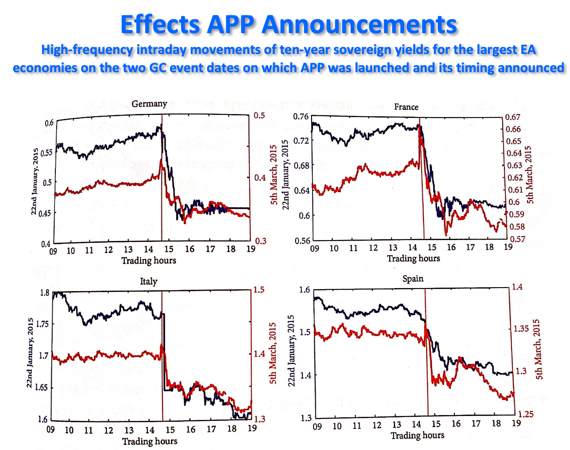 Effects APP Announcements
High-frequency intraday movements of ten-year sovereign yields for the largest EA
economies on the two GC event dates on which APP was launched and its timing announced
Germany
0.6
0.55
0.5
0.45
0.4
22nd January, 2015
0.5
0.4
0.3
5th March, 2015
09 10 11 12 13 14 15 16 17 18 19
Trading hours
France
0.76
0.72
0.68
0.64
0.6
0.56
22nd January, 2015
0.67
0.66
0.65
0.64
0.63
0.62
0.61
0.6
0.59
0.58
0.57
5th March, 2015
09 10 11 12 13 14 15 16 17 18 19
Trading hours
Italy
1.8
1.75
1.7
1.65
1.6
22nd January, 2015
1.5
1.4
1.3
5th March, 2015
09 10 11 12 13 14 15 16 17 18 19
Trading hours
Spain
1.6
1.5
1.4
1.3
22nd January, 2015
1.4
1.35
1.3
1.25
5th March, 2015
09 10 11 12 13 14 15 16 17 18 19
Trading hours